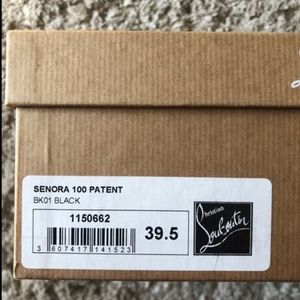 SENORA 100 PATENT
BK01 BLACK
1150662
39.5
3 607417 141523
Christian
Louboutin